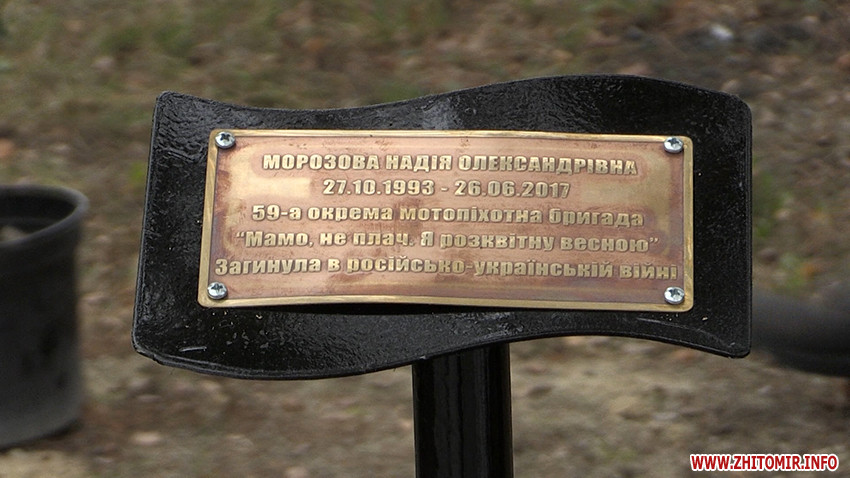 МОРОЗОВА НАДІЯ ОЛЕКСАНДРІВНА
27.10.1993 - 26.06.2017
59-а окрема мотопіхотна бригада
“Мамо, не плач. Я розквітну весною”
Загинула в російсько-українській війні
WWW.ZHITOMIR.INFO